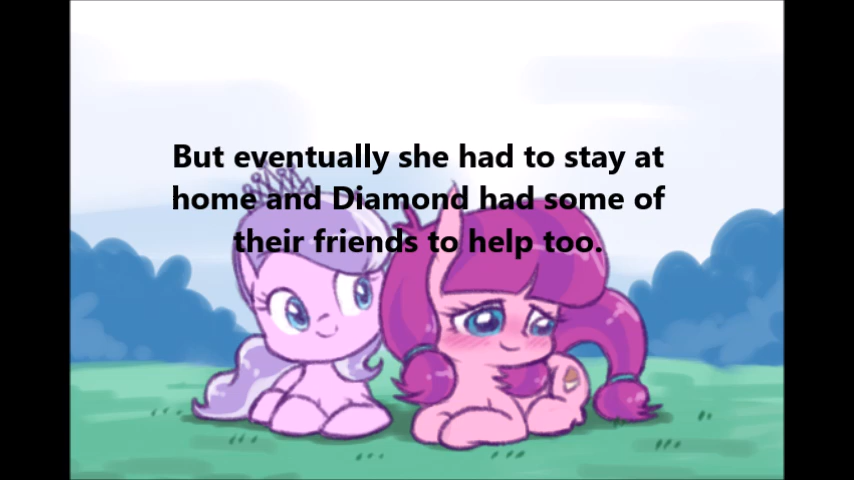 But eventually she had to stay at
home and Diamond had some of
their friends to help too.